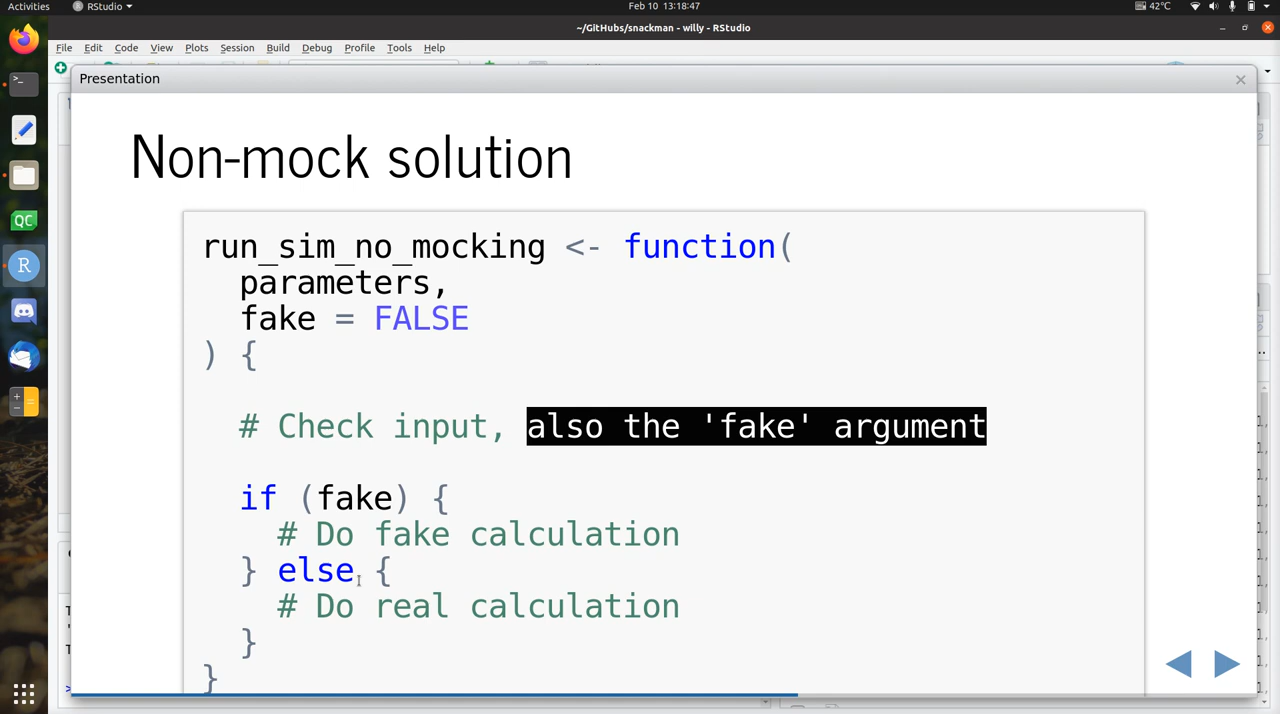 Activities
RStudio
Feb 10 13:18:47
42°C
~/GitHubs/snackman - willy - RStudio
File Edit Code View Plots Session Build Debug Profile Tools Help
Presentation
Non-mock solution
run_sim_no_mocking <- function(
parameters,
fake = FALSE
) {
# Check input, also the 'fake' argument
if (fake) {
# Do fake calculation
} else {
# Do real calculation
}
}
QC
R